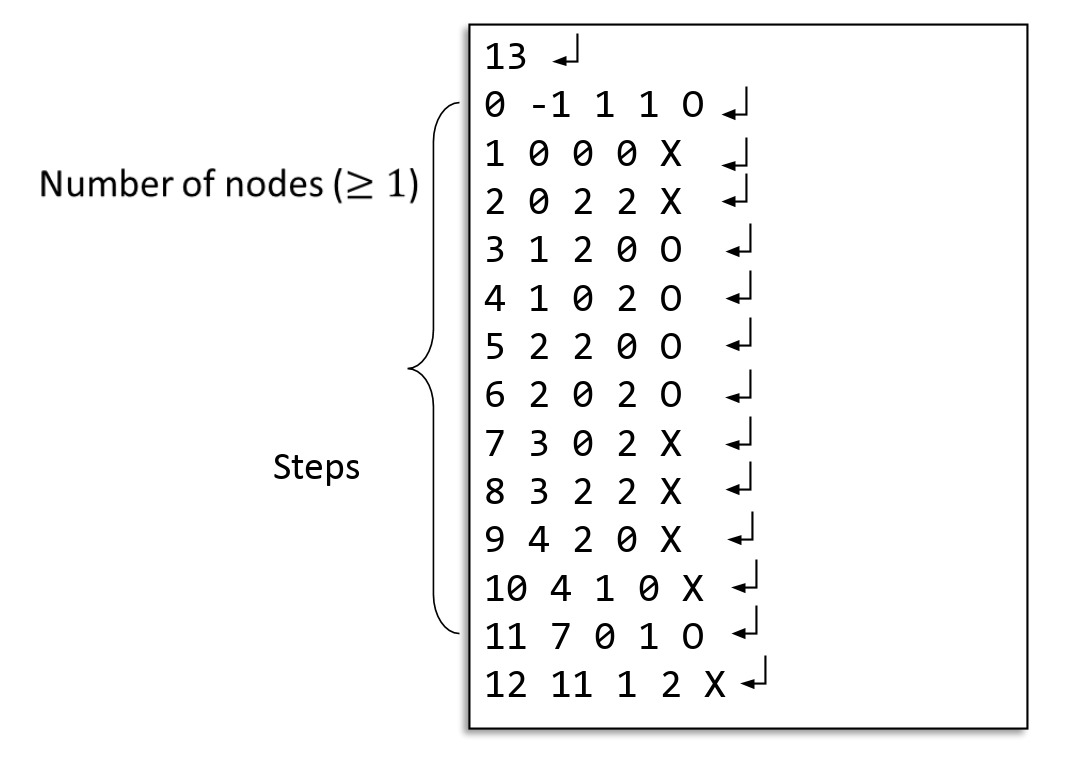 13
0 -1 1 1 O
1 0 0 0 X
Number of nodes (≥ 1)
2 0 2 2 X
3 1 2 0 O
4 1 0 2 O
5 2 2 0 O
6 2 0 2 O
7 3 0 2 X
Steps
8 3 2 2 X
9 4 2 0 X
10 4 1 0 X
11 7 0 1 O
12 11 1 2 X